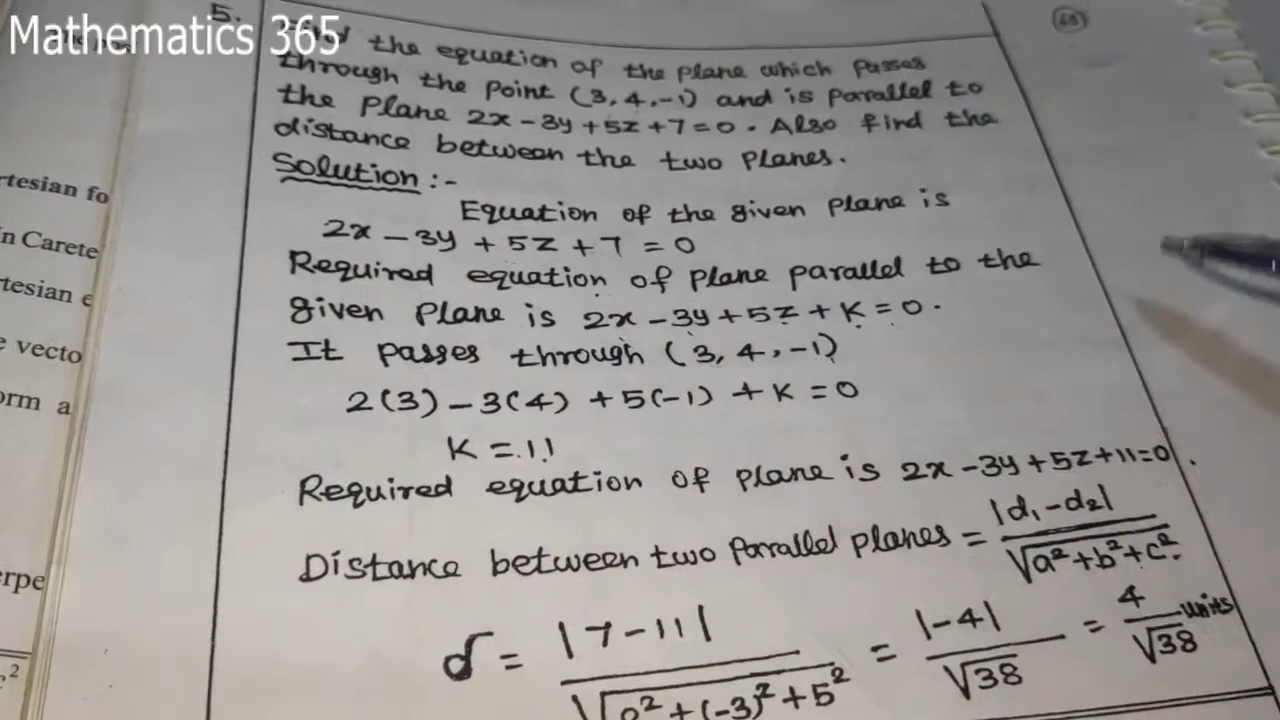 Mathematics 365
5.
68
the equation of the plane which passes
through the point (3, 4, -1) and is parallel to
the plane 2x - 3y + 5z + 7 = 0. Also find the
distance between the two planes.
Solution :-
Equation of the given plane is
2x - 3y + 5z + 7 = 0
Required equation of plane parallel to the
given plane is 2x - 3y + 5z + K = 0.
It passes through (3, 4, -1)
2(3) - 3(4) + 5(-1) + K = 0
K = 11
Required equation of plane is 2x - 3y + 5z + 11 = 0.
Distance between two parallel planes = |d₁ - d₂| / √a² + b² + c².
d = |7 - 11| / √2² + (-3)² + 5² = |-4| / √38 = 4 / √38 units
rtesian fo
n Carete
rtesian e
e vecto
orm a
erpe
c²